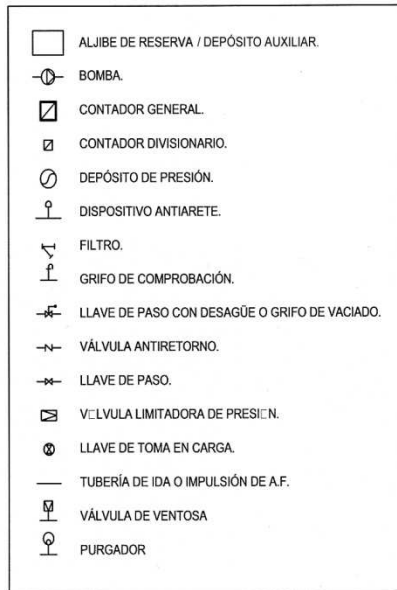 ALJIBE DE RESERVA / DEPÓSITO AUXILIAR.
BOMBA.
CONTADOR GENERAL.
CONTADOR DIVISIONARIO.
DEPÓSITO DE PRESIÓN.
DISPOSITIVO ANTIARETE.
FILTRO.
GRIFO DE COMPROBACIÓN.
LLAVE DE PASO CON DESAGÜE O GRIFO DE VACIADO.
VÁLVULA ANTIRETORNO.
LLAVE DE PASO.
V□LVULA LIMITADORA DE PRESI□N.
LLAVE DE TOMA EN CARGA.
TUBERÍA DE IDA O IMPULSIÓN DE A.F.
VÁLVULA DE VENTOSA
PURGADOR